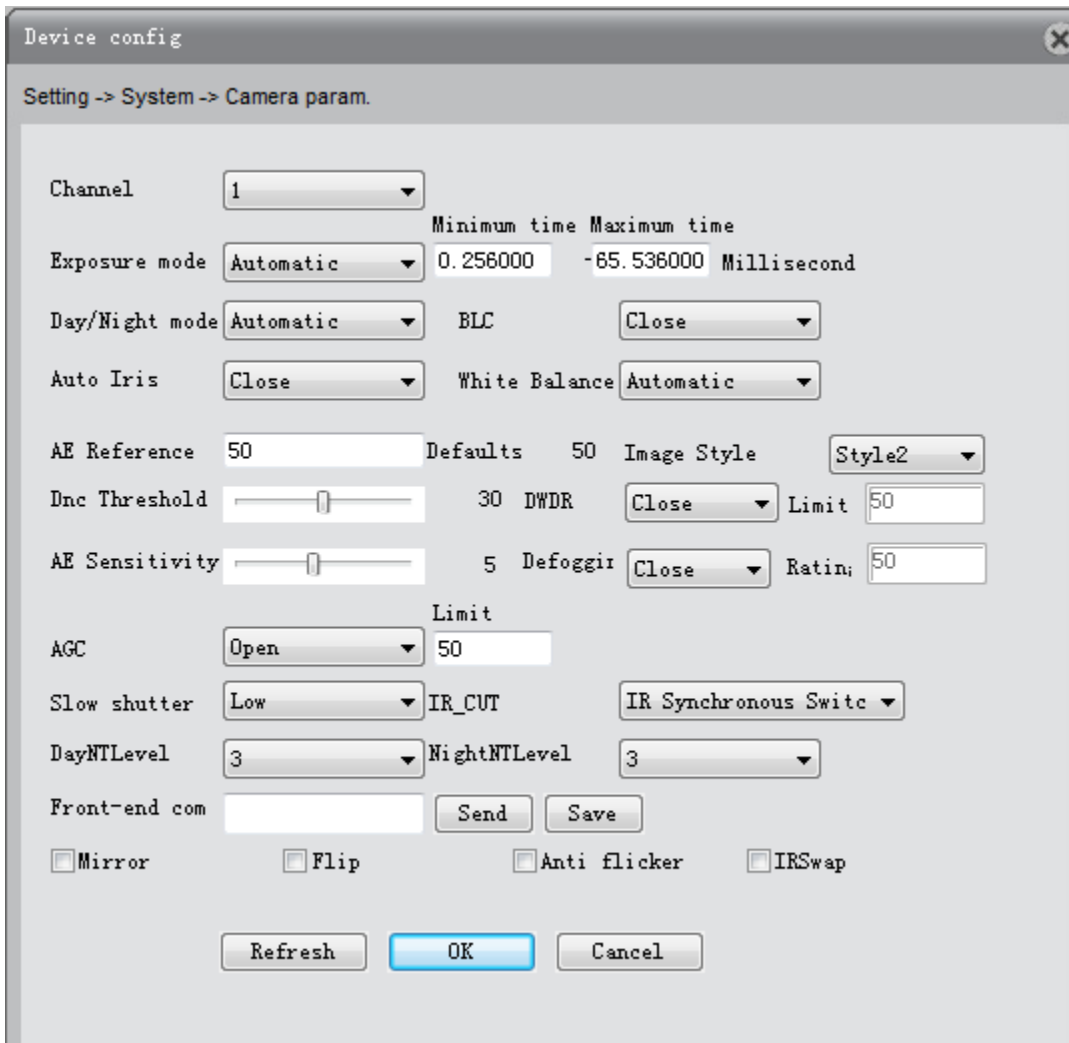 Device config
Setting -> System -> Camera param.
Channel 1
Minimum time Maximum time
Exposure mode Automatic 0.256000 -65.536000 Millisecond
Day/Night mode Automatic BLC Close
Auto Iris Close White Balance Automatic
AE Reference 50 Defaults 50 Image Style Style2
Dnc Threshold 30 DWDR Close Limit 50
AE Sensitivity 5 Defoggir Close Ratin 50
Limit
AGC Open 50
Slow shutter Low IR_CUT IR Synchronous Switc
DayNTLevel 3 NightNTLevel 3
Front-end com Send Save
Mirror Flip Anti flicker IRSwap
Refresh OK Cancel